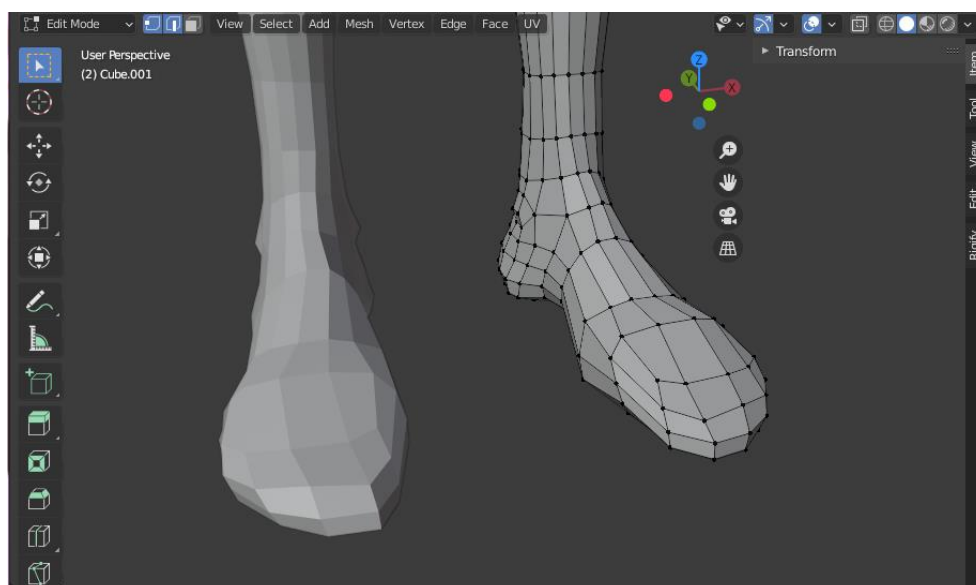 Edit Mode View Select Add Mesh Vertex Edge Face UV
User Perspective
(2) Cube.001
Transform
Z
Y
X
Item
Tool
View
Edit
Rigify